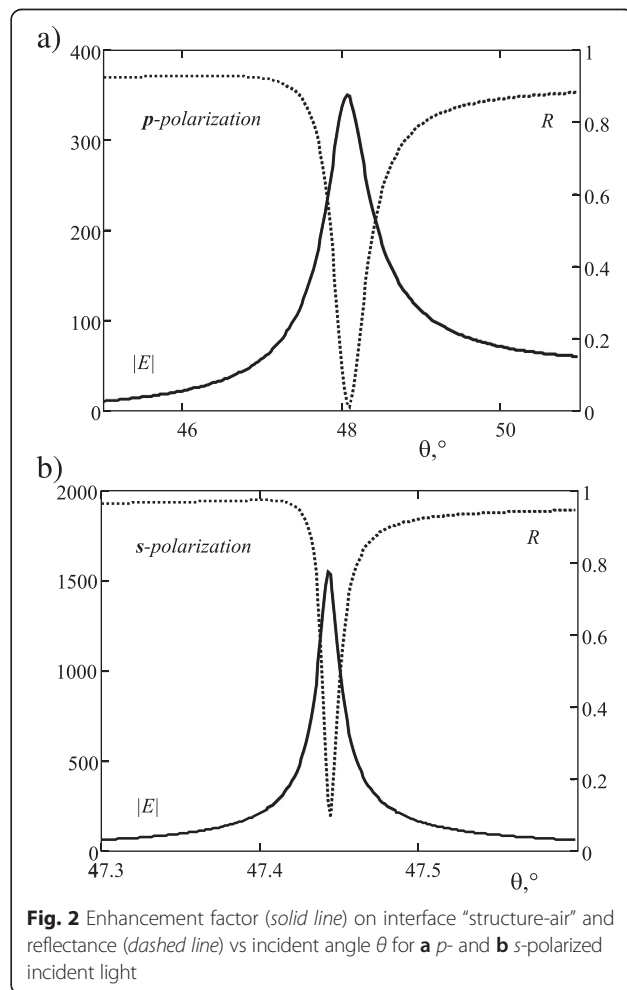 a)
400
300
200
100
0
1
0.8
0.6
0.4
0.2
0
p-polarization
R
|E|
46
48
50
θ,°
b)
2000
1500
1000
500
0
1
0.8
0.6
0.4
0.2
0
s-polarization
R
|E|
47.3
47.4
47.5
θ,°
Fig. 2 Enhancement factor (solid line) on interface "structure-air" and
reflectance (dashed line) vs incident angle θ for a p- and b s-polarized
incident light